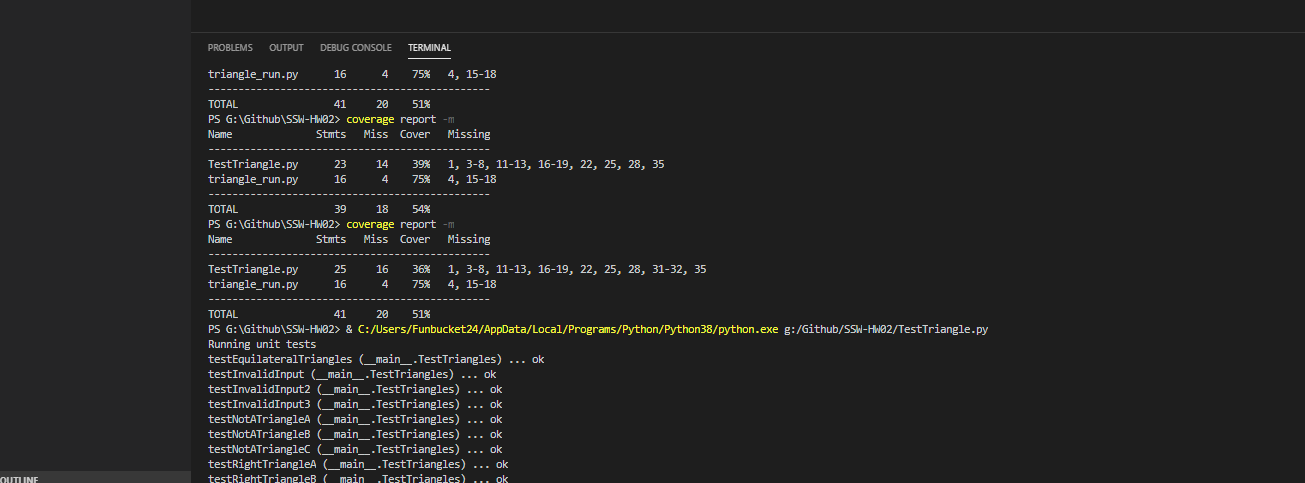 PROBLEMS OUTPUT DEBUG CONSOLE TERMINAL
triangle_run.py 16 4 75% 4, 15-18
-----------------------------------------------
TOTAL 41 20 51%
PS G:\Github\SSW-HW02> coverage report -m
Name Stmts Miss Cover Missing
-----------------------------------------------
TestTriangle.py 23 14 39% 1, 3-8, 11-13, 16-19, 22, 25, 28, 35
triangle_run.py 16 4 75% 4, 15-18
-----------------------------------------------
TOTAL 39 18 54%
PS G:\Github\SSW-HW02> coverage report -m
Name Stmts Miss Cover Missing
-----------------------------------------------
TestTriangle.py 25 16 36% 1, 3-8, 11-13, 16-19, 22, 25, 28, 31-32, 35
triangle_run.py 16 4 75% 4, 15-18
-----------------------------------------------
TOTAL 41 20 51%
PS G:\Github\SSW-HW02> & C:/Users/Funbucket24/AppData/Local/Programs/Python/Python38/python.exe g:/Github/SSW-HW02/TestTriangle.py
Running unit tests
testEquilateralTriangles (__main__.TestTriangles) ... ok
testInvalidInput (__main__.TestTriangles) ... ok
testInvalidInput2 (__main__.TestTriangles) ... ok
testInvalidInput3 (__main__.TestTriangles) ... ok
testNotATriangleA (__main__.TestTriangles) ... ok
testNotATriangleB (__main__.TestTriangles) ... ok
testNotATriangleC (__main__.TestTriangles) ... ok
testRightTriangleA (__main__.TestTriangles) ... ok
testRightTriangleB (__main__.TestTriangles) ... ok
OUTLINE